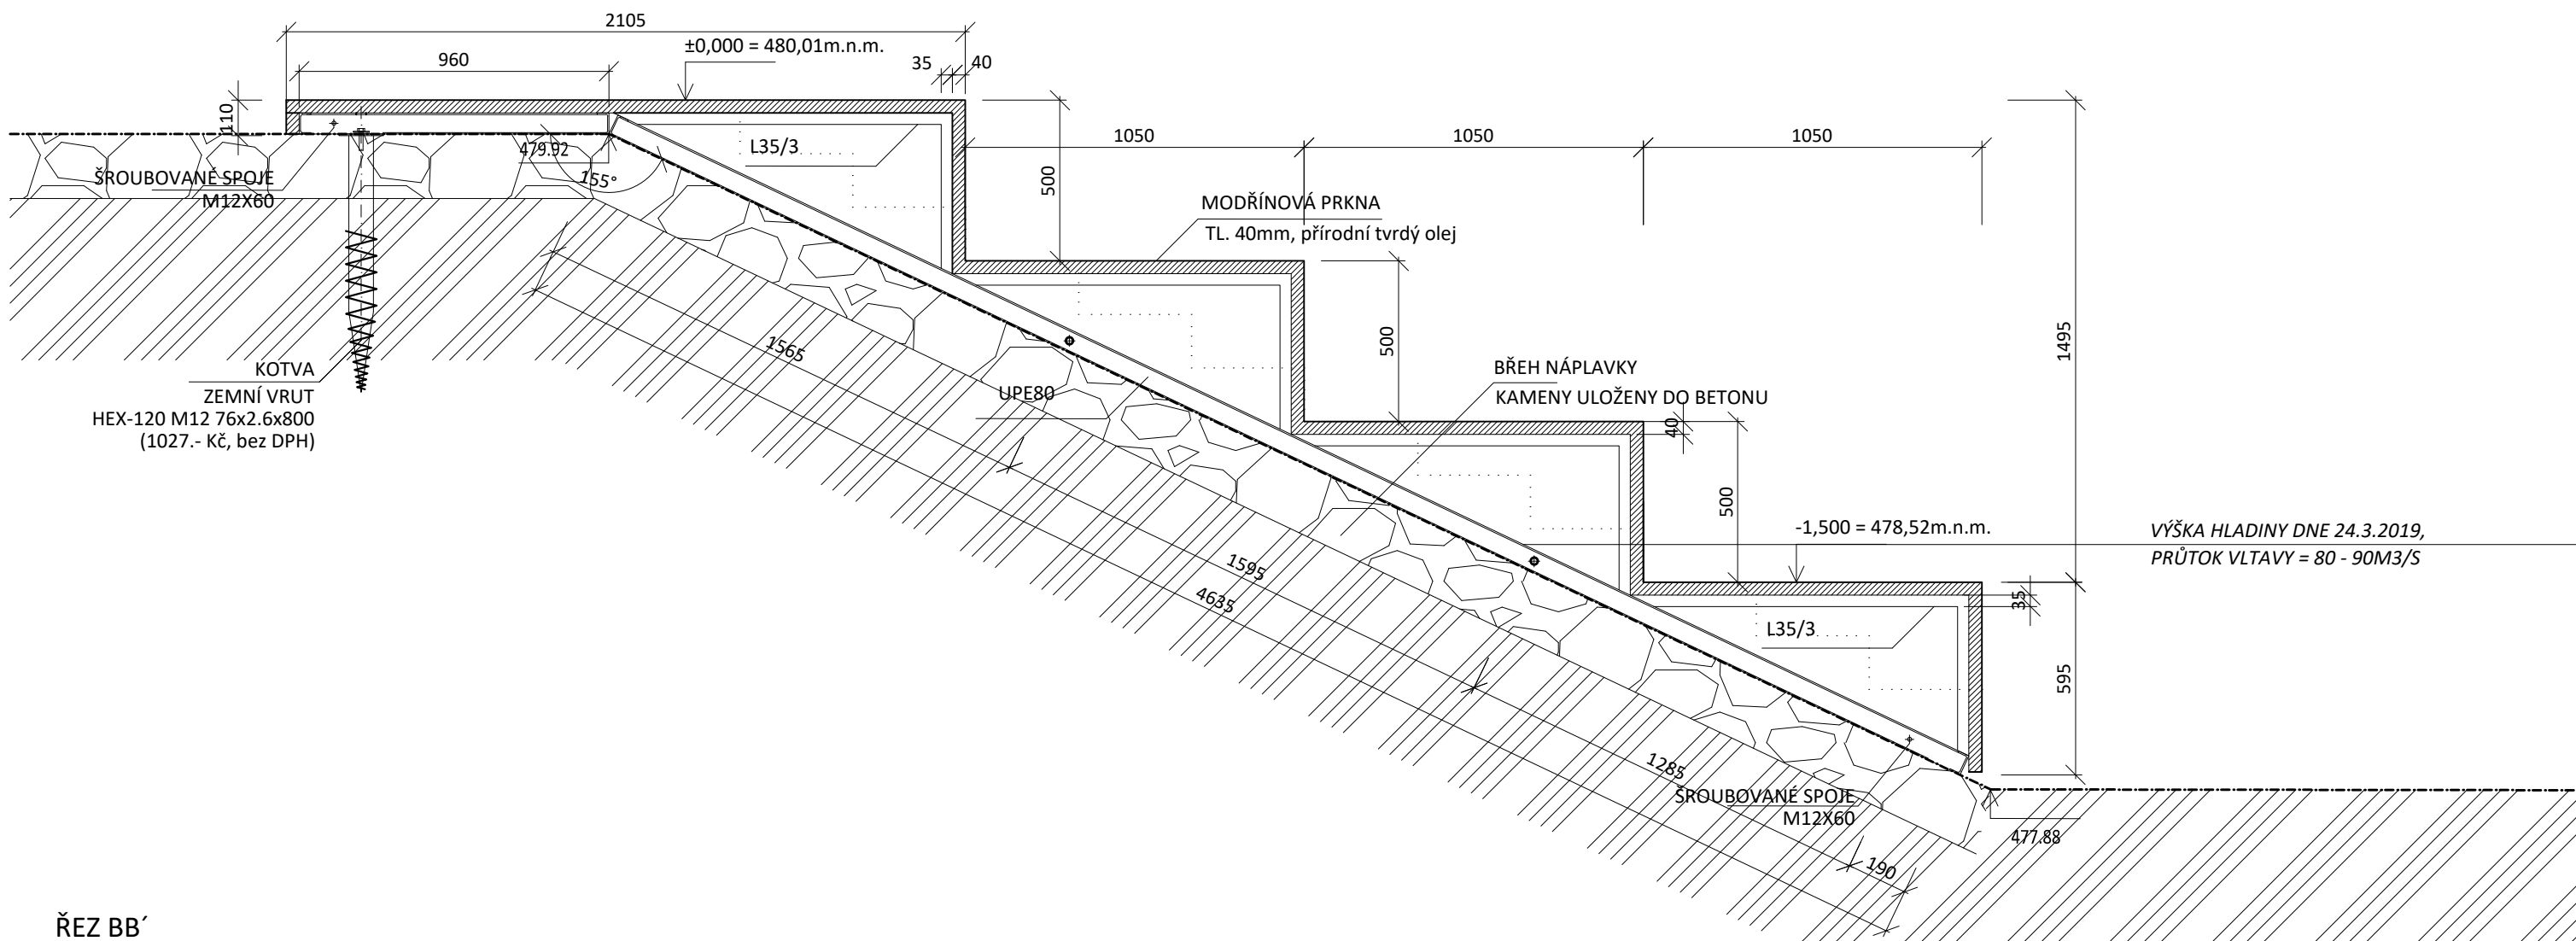 2105
±0,000 = 480,01m.n.m.
960
35
40
110
479.92
155°
L35/3
ŠROUBOVANÉ SPOJE
M12X60
1050
1050
1050
500
MODŘÍNOVÁ PRKNA
TL. 40mm, přírodní tvrdý olej
1495
500
1565
UPE80
BŘEH NÁPLAVKY
KAMENY ULOŽENY DO BETONU
KOTVA
ZEMNÍ VRUT
HEX-120 M12 76x2.6x800
(1027.- Kč, bez DPH)
40
500
-1,500 = 478,52m.n.m.
VÝŠKA HLADINY DNE 24.3.2019,
PRŮTOK VLTAVY = 80 - 90M3/S
1595
4635
35
L35/3
595
1285
ŠROUBOVANÉ SPOJE
M12X60
477.88
190
ŘEZ BB´